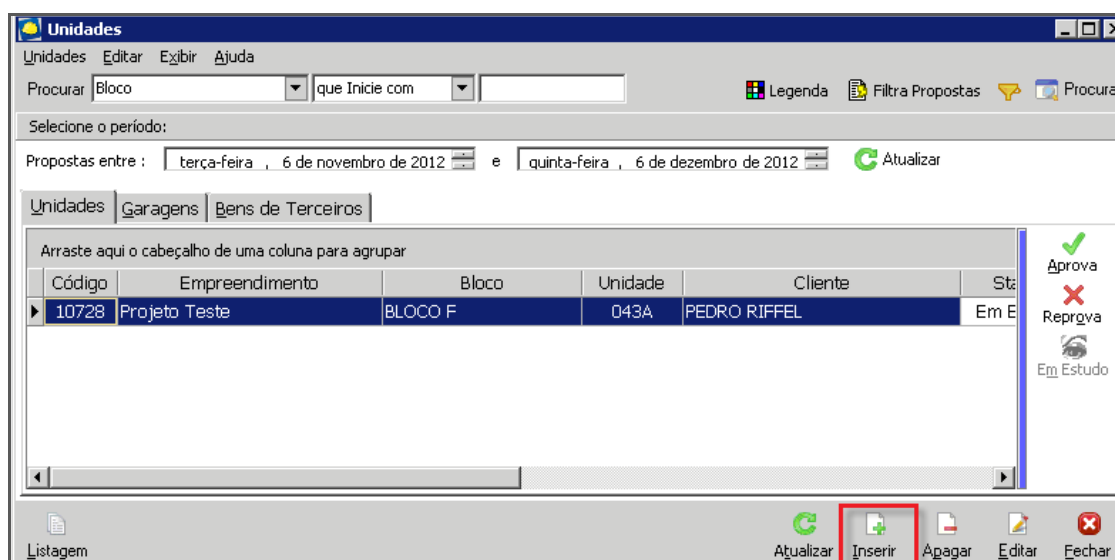 Unidades
Unidades Editar Exibir Ajuda
Procurar Bloco que Inicie com Legenda Filtra Propostas Procura
Selecione o período:
Propostas entre : terça-feira , 6 de novembro de 2012 e quinta-feira , 6 de dezembro de 2012 Atualizar
Unidades Garagens Bens de Terceiros
Arraste aqui o cabeçalho de uma coluna para agrupar
Código Empreendimento Bloco Unidade Cliente Sta
10728 Projeto Teste BLOCO F 043A PEDRO RIFFEL Em E
Aprova
Reprova
Em Estudo
Listagem Atualizar Inserir Apagar Editar Fechar